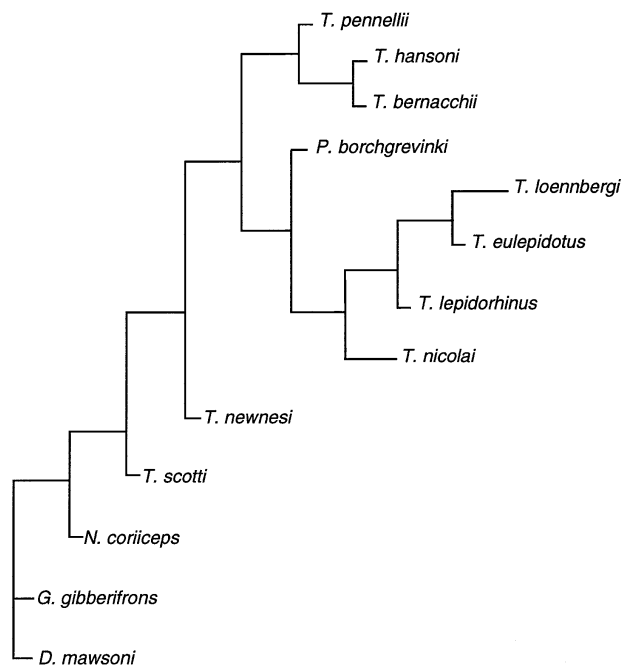 T. pennellii
T. hansoni
T. bernacchii
P. borchgrevinki
T. loennbergi
T. eulepidotus
T. lepidorhinus
T. nicolai
T. newnesi
T. scotti
N. coriiceps
G. gibberifrons
D. mawsoni